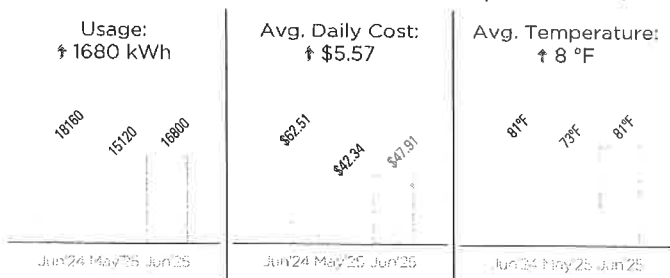 Usage:
↑ 1680 kWh
18160
15120
16800
Jun'24 May'25 Jun'25
Avg. Daily Cost:
↑ $5.57
$62.51
$42.34
$47.91
Jun'24 May'25 Jun'25
Avg. Temperature:
↑ 8 °F
81°F
73°F
81°F
Jun'24 May'25 Jun'25